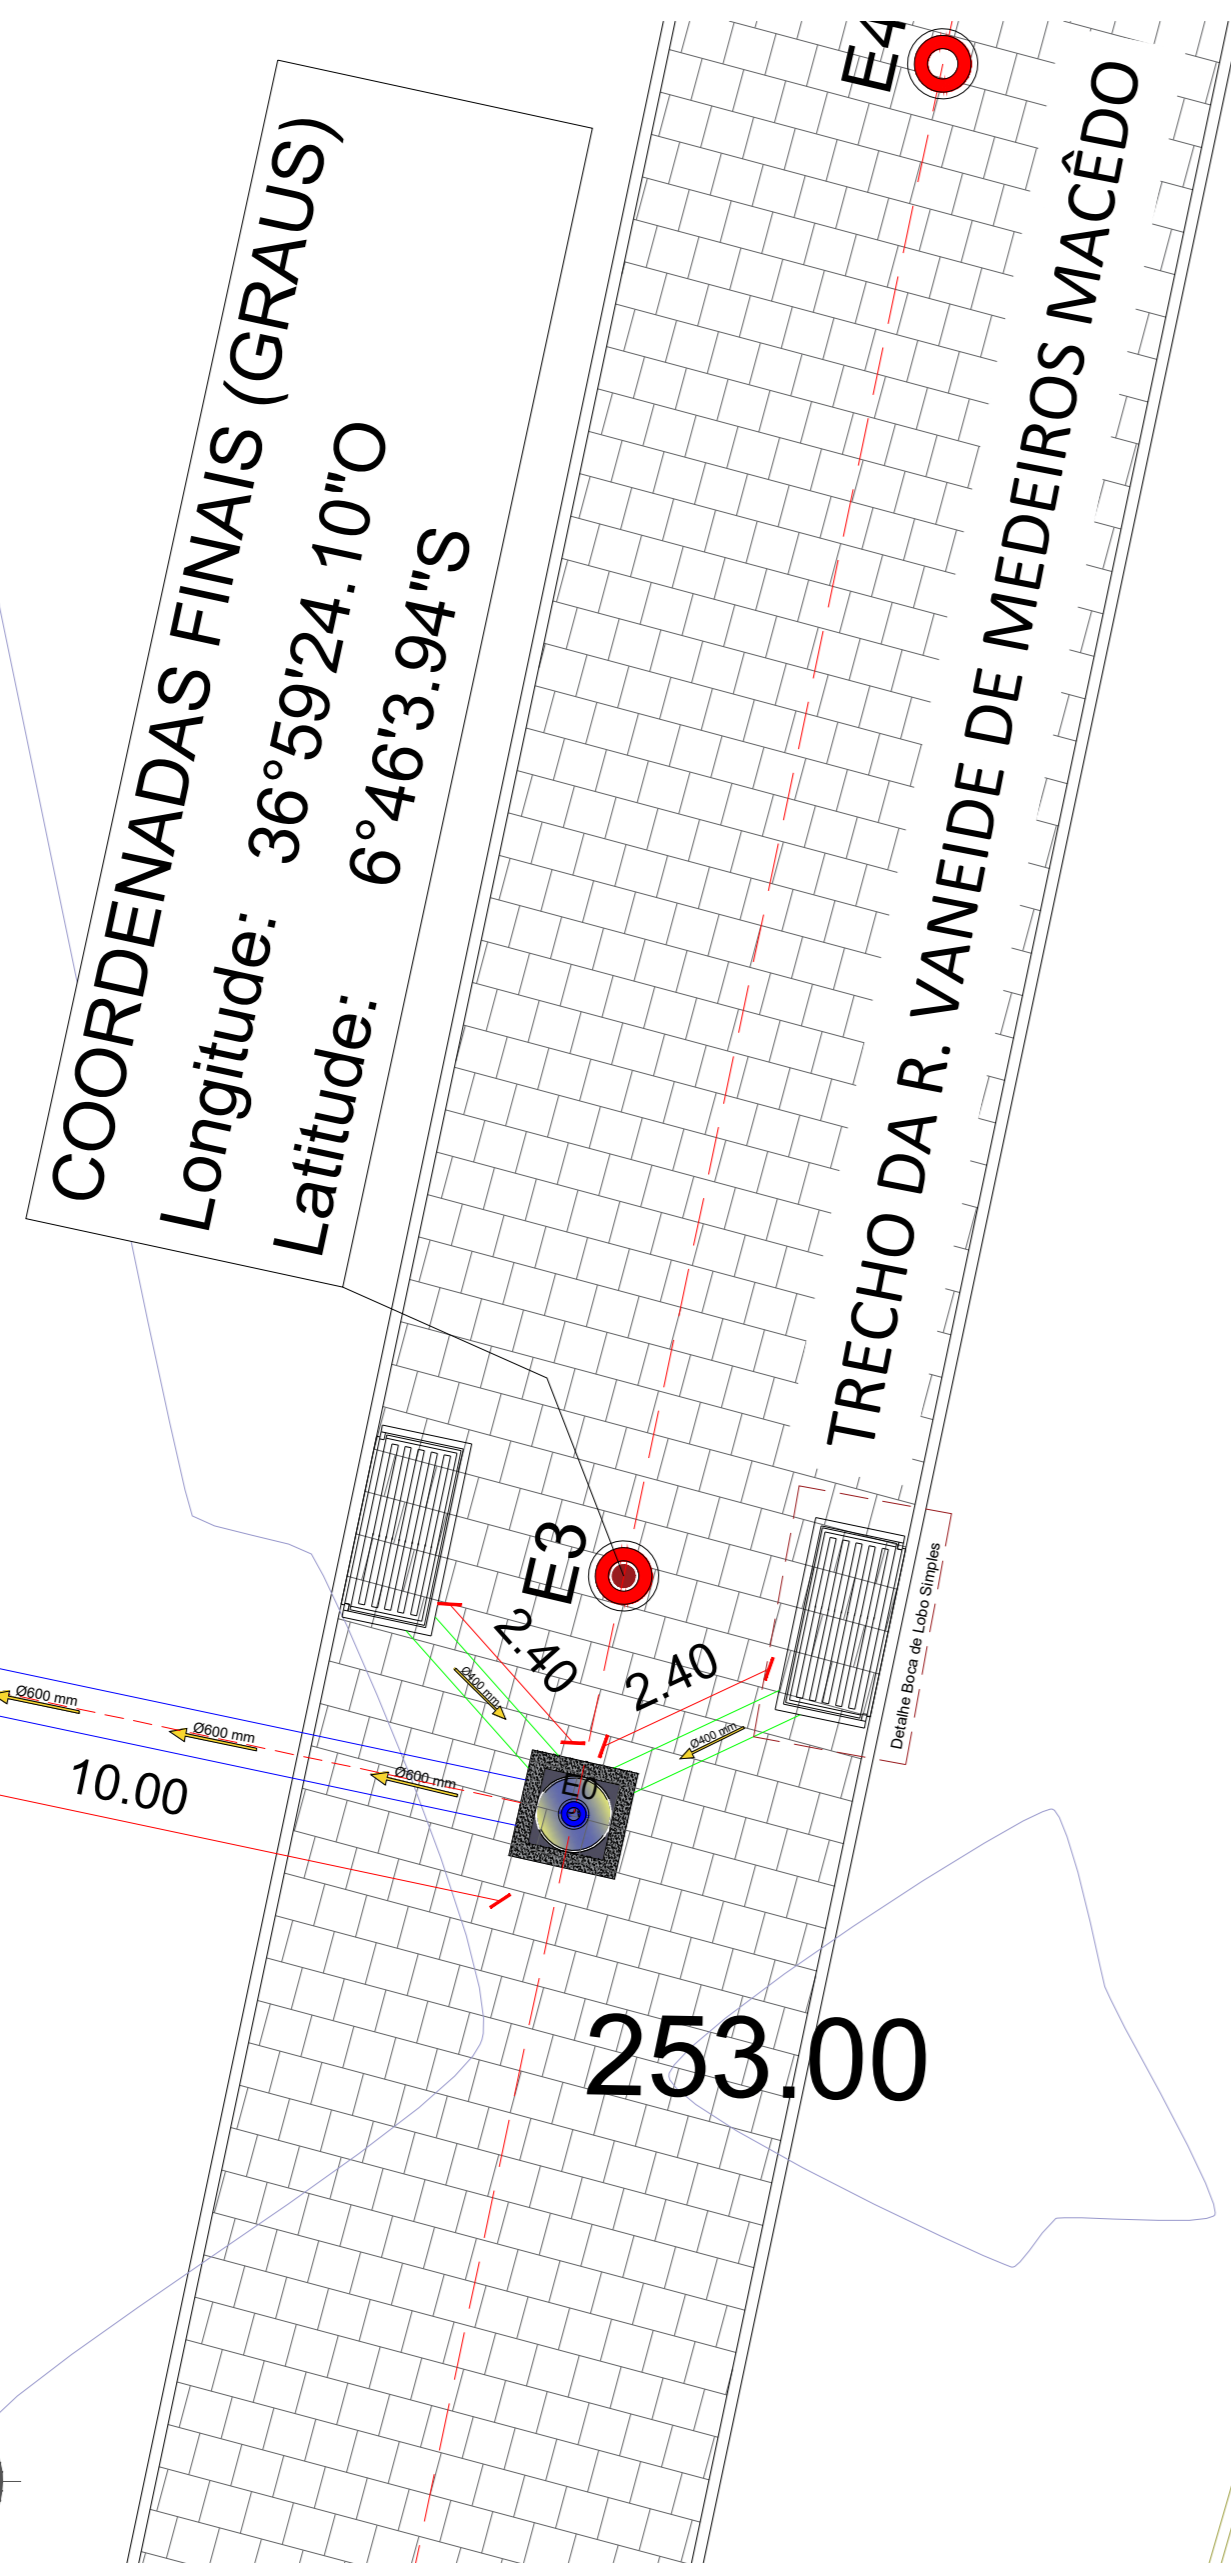 E4
COORDENADAS FINAIS (GRAUS)
Longitude: 36°59'24.10"O
Latitude: 6°46'3.94"S
TRECHO DA R. VANEIDE DE MEDEIROS MACÊDO
E3
2.40
2.40
Detalhe Boca de Lobo Simples
Ø400 mm
Ø400 mm
Ø600 mm
Ø600 mm
Ø600 mm
E0
10.00
253.00